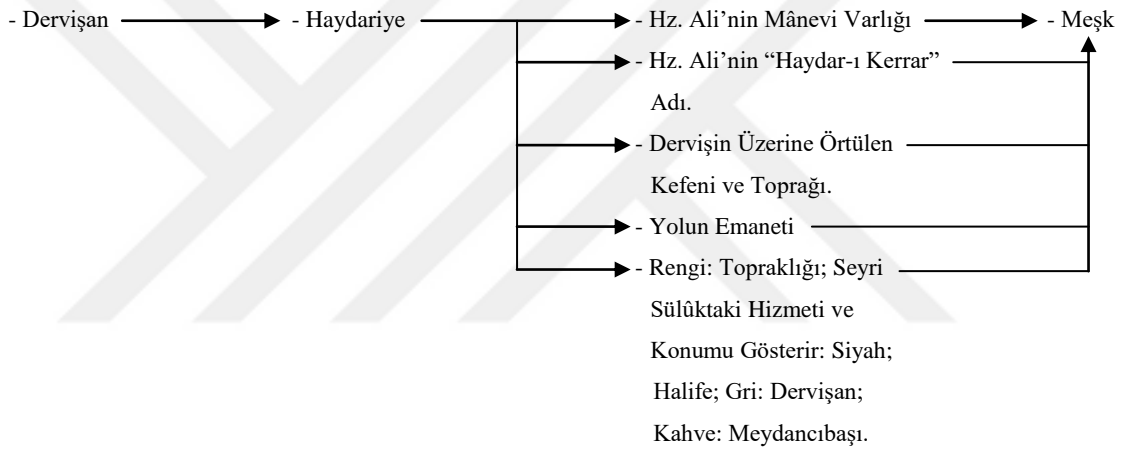 - Dervişan - Haydariye - Hz. Ali’nin Mânevi Varlığı - Meşk
- Hz. Ali’nin “Haydar-ı Kerrar”
Adı.
- Dervişin Üzerine Örtülen
Kefeni ve Toprağı.
- Yolun Emaneti
- Rengi: Topraklığı; Seyri
Sülûktaki Hizmeti ve
Konumu Gösterir: Siyah;
Halife; Gri: Dervişan;
Kahve: Meydancıbaşı.